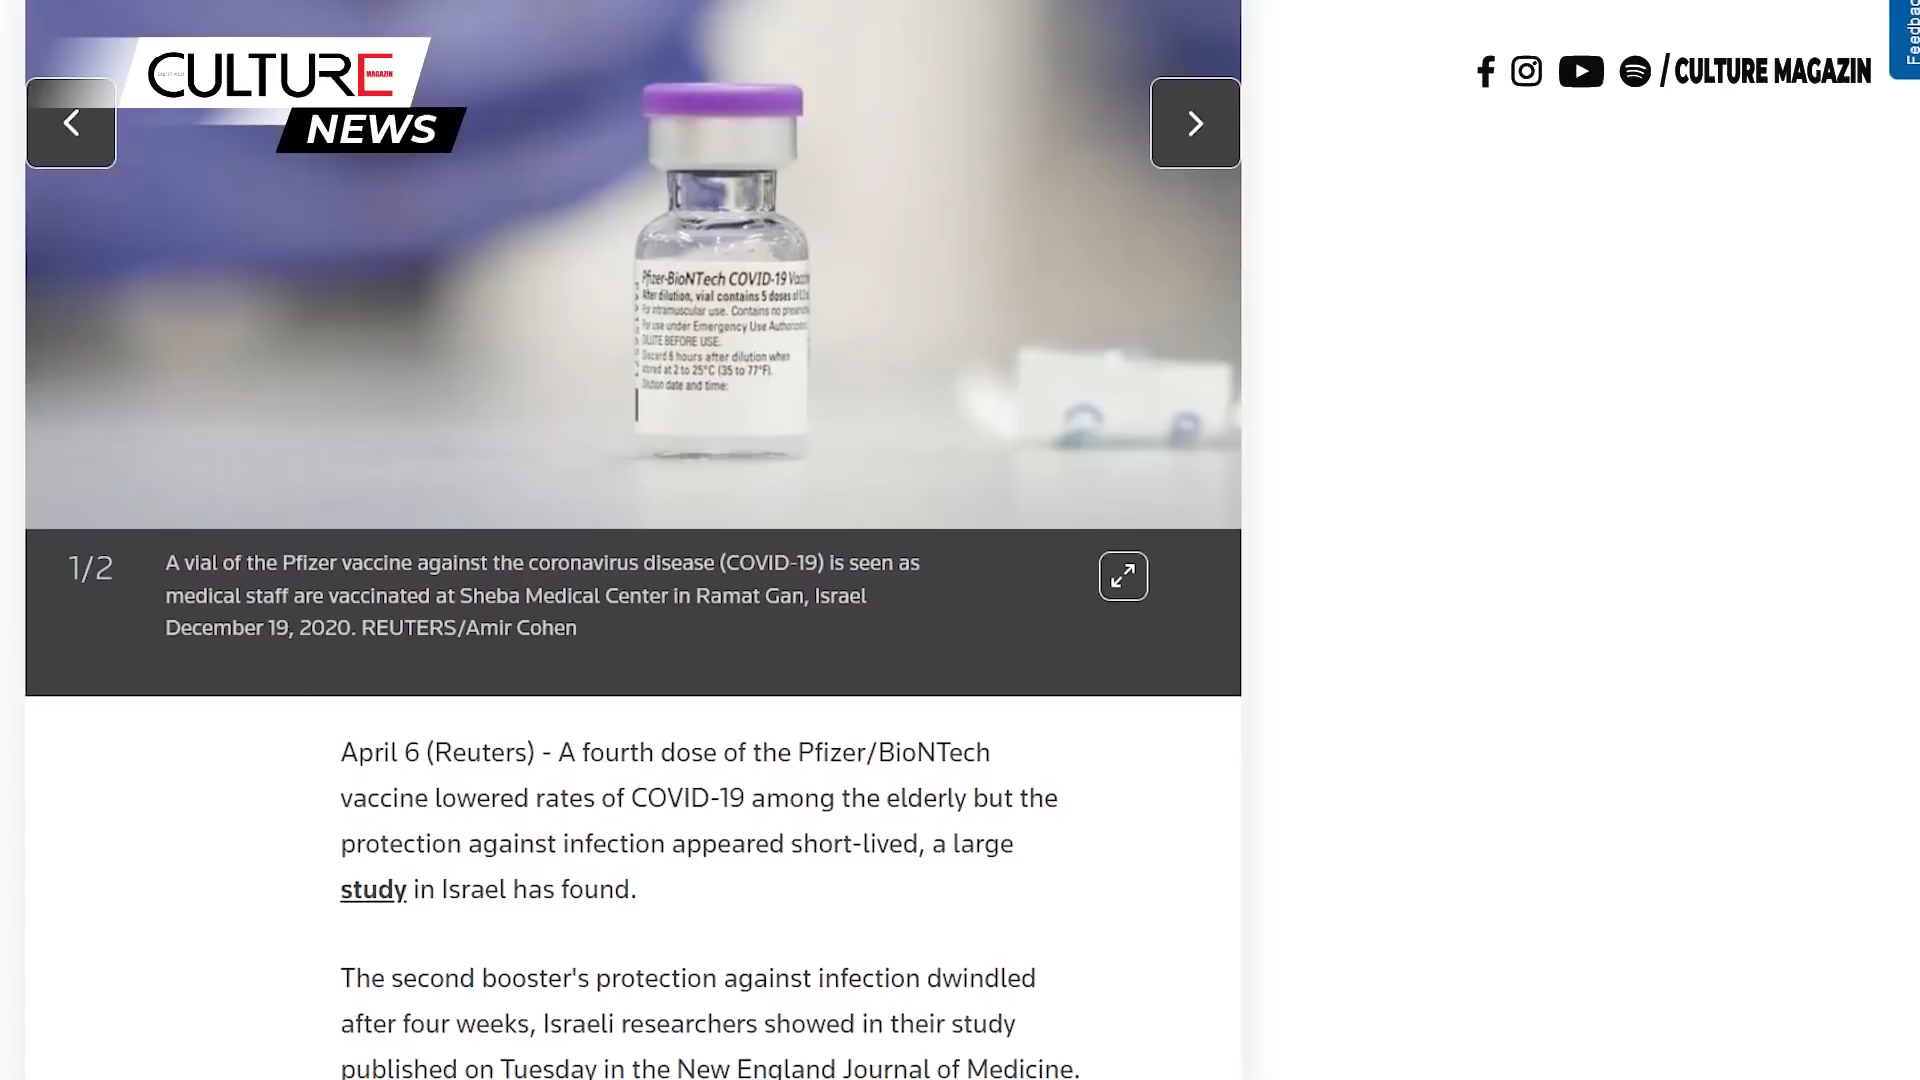 CULTURE
MAGAZIN
NEWS
/ CULTURE MAGAZIN
Feedbac
Pfizer-BioNTech COVID-19
After dilution, vial contains 5 doses of
For intramuscular use. Contains no
For use under Emergency Use
DILUTE BEFORE USE.
Discard 6 hours after dilution when
stored at 2 to 25°C (35 to 77°F).
Dilution date and time:
1/2
A vial of the Pfizer vaccine against the coronavirus disease (COVID-19) is seen as
medical staff are vaccinated at Sheba Medical Center in Ramat Gan, Israel
December 19, 2020. REUTERS/Amir Cohen
April 6 (Reuters) - A fourth dose of the Pfizer/BioNTech
vaccine lowered rates of COVID-19 among the elderly but the
protection against infection appeared short-lived, a large
study in Israel has found.
The second booster's protection against infection dwindled
after four weeks, Israeli researchers showed in their study
published on Tuesday in the New England Journal of Medicine.